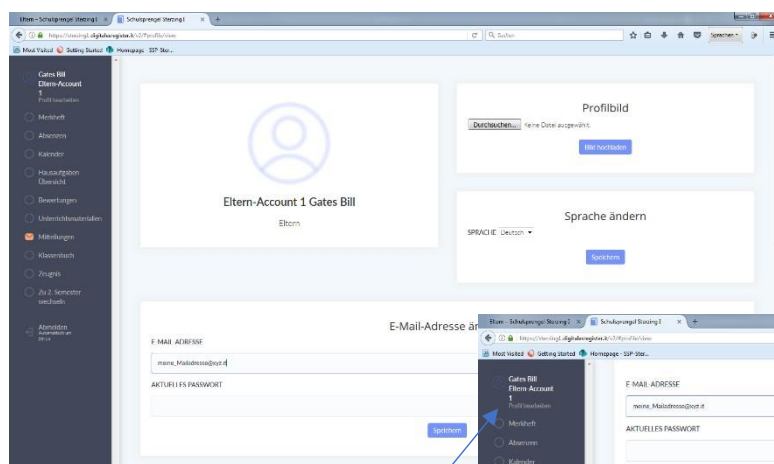 Eltern – Schulsprengel Sterzing I
Schulsprengel Sterzing I
https://sterzing1.digitalesregister.it/v2/#profile/view
Suchen
Sprachen
Most Visited Getting Started Homepage SSP Ster...
Gates Bill
Eltern-Account
1
Profil bearbeiten
Merkheft
Absenzen
Kalender
Hausaufgaben
Übersicht
Bewertungen
Unterrichtsmaterialien
Mitteilungen
Klassenbuch
Zeugnis
Zu 2. Semester
wechseln
Abmelden
Automatisch um
Eltern-Account 1 Gates Bill
Eltern
Profilbild
Durchsuchen... Keine Datei ausgewählt.
Bild hochladen
Sprache ändern
SPRACHE Deutsch
Speichern
E-Mail-Adresse är
E-MAIL-ADRESSE
meine_Mailadresse@xyz.it
AKTUELLES PASSWORT
Speichern
Eltern – Schulsprengel Sterzing I
Schulsprengel Sterzing I
https://sterzing1.digitalesregister.it/v2/#profile/view
Most Visited Getting Started Homepage - SSP Ster...
Gates Bill
Eltern-Account
1
Profil bearbeiten
Merkheft
Absenzen
Kalender
E-MAIL-ADRESSE
meine_Mailadresse@xyz.it
AKTUELLES PASSWORT